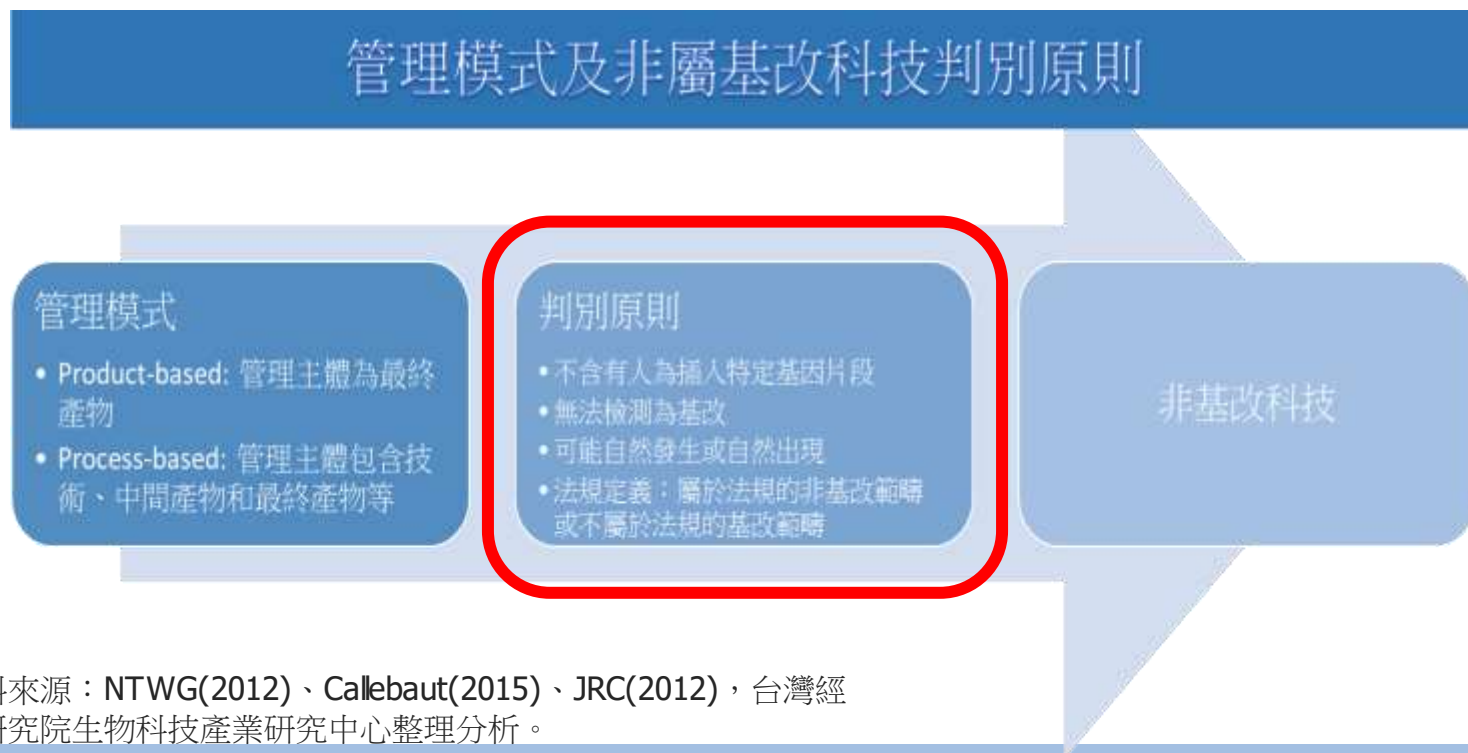 管理模式及非屬基改科技判別原則
管理模式
• Product-based: 管理主體為最終
產物
• Process-based: 管理主體包含技
術、中間產物和最終產物等
判別原則
•不含有人為插入特定基因片段
•無法檢測為基改
•可能自然發生或自然出現
•法規定義：屬於法規的非基改範疇
或不屬於法規的基改範疇
非基改科技
料來源：NTWG(2012)、Callebaut(2015)、JRC(2012)，台灣經
研究院生物科技產業研究中心整理分析。